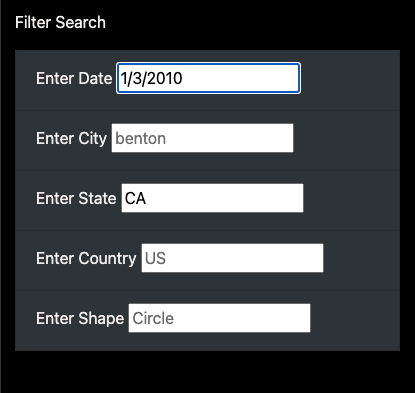 Filter Search
Enter Date 1/3/2010
Enter City benton
Enter State CA
Enter Country US
Enter Shape Circle